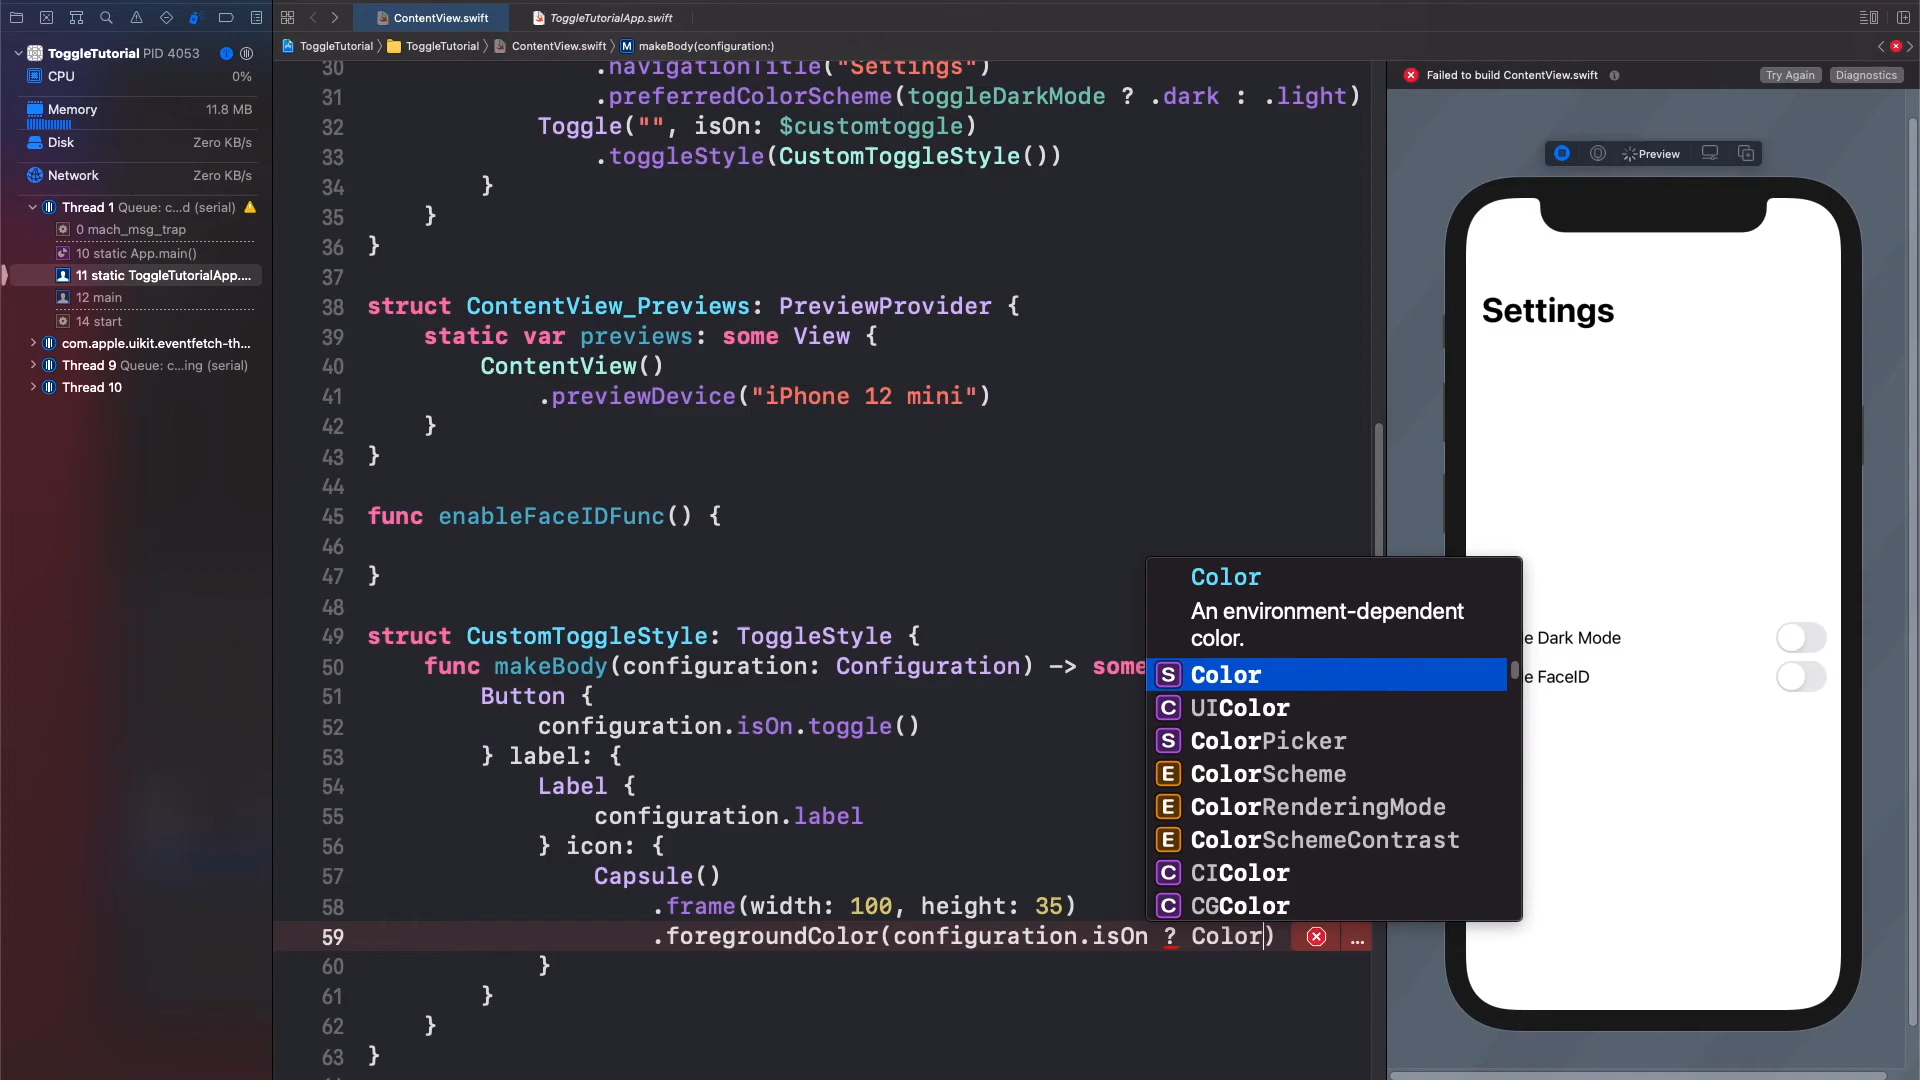 ContentView.swift
ToggleTutorialApp.swift
ToggleTutorial PID 4053
CPU 0%
Memory 11.8 MB
Disk Zero KB/s
Network Zero KB/s
Thread 1 Queue: c...d (serial)
0 mach_msg_trap
10 static App.main()
11 static ToggleTutorialApp....
12 main
14 start
com.apple.uikit.eventfetch-th...
Thread 9 Queue: c...ing (serial)
Thread 10
ToggleTutorial ToggleTutorial ContentView.swift M makeBody(configuration:)
30 .navigationTitle("Settings")
31 .preferredColorScheme(toggleDarkMode ? .dark : .light)
32 Toggle("", isOn: $customtoggle)
33 .toggleStyle(CustomToggleStyle())
34 }
35 }
36 }
37
38 struct ContentView_Previews: PreviewProvider {
39 static var previews: some View {
40 ContentView()
41 .previewDevice("iPhone 12 mini")
42 }
43 }
44
45 func enableFaceIDFunc() {
46
47 }
48
49 struct CustomToggleStyle: ToggleStyle {
50 func makeBody(configuration: Configuration) -> some
51 Button {
52 configuration.isOn.toggle()
53 } label: {
54 Label {
55 configuration.label
56 } icon: {
57 Capsule()
58 .frame(width: 100, height: 35)
59 .foregroundColor(configuration.isOn ? Color) ...
60 }
61 }
62 }
63 }
Color
An environment-dependent
color.
S Color
C UIColor
S ColorPicker
E ColorScheme
E ColorRenderingMode
E ColorSchemeContrast
C CIColor
C CGColor
Failed to build ContentView.swift
Try Again
Diagnostics
Preview
Settings
e Dark Mode
e FaceID